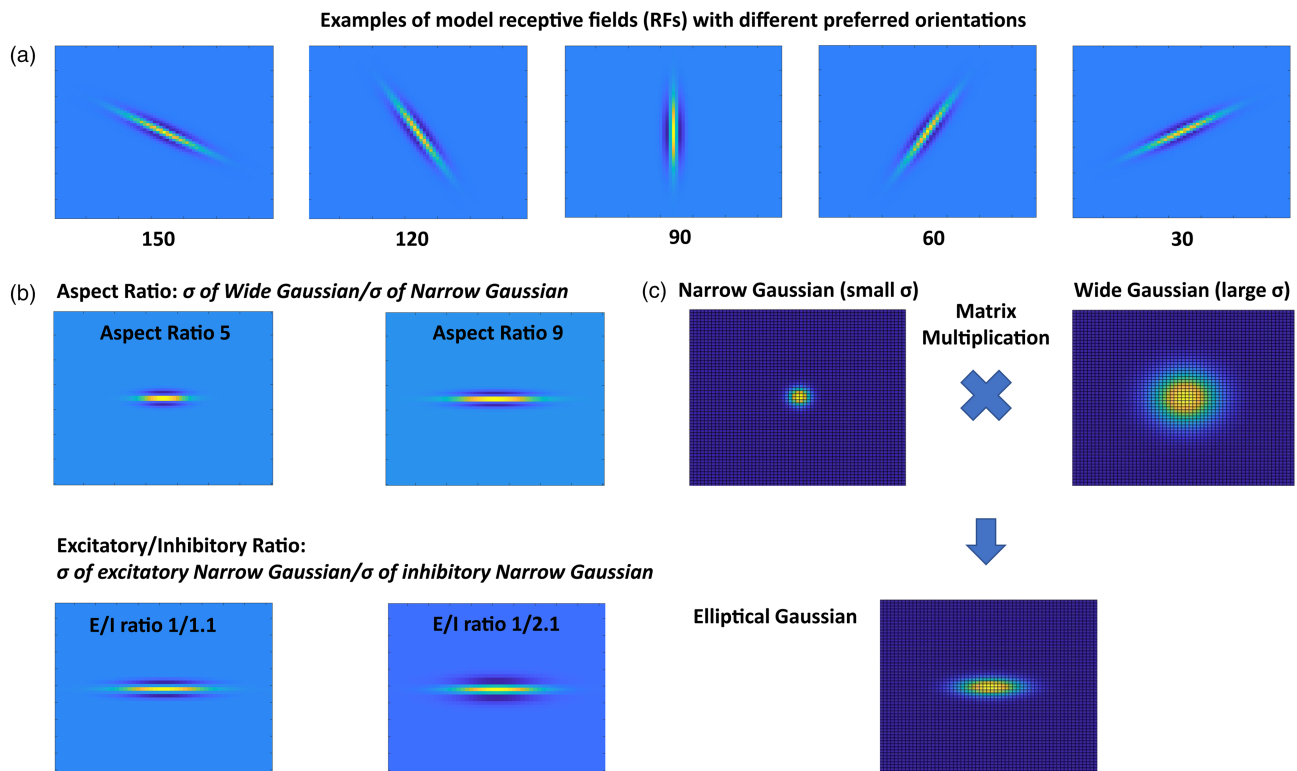 Examples of model receptive fields (RFs) with different preferred orientations
(a)
150
120
90
60
30
(b)
Aspect Ratio: σ of Wide Gaussian/σ of Narrow Gaussian
Aspect Ratio 5
Aspect Ratio 9
Excitatory/Inhibitory Ratio:
σ of excitatory Narrow Gaussian/σ of inhibitory Narrow Gaussian
E/I ratio 1/1.1
E/I ratio 1/2.1
(c)
Narrow Gaussian (small σ)
Matrix
Multiplication
Wide Gaussian (large σ)
Elliptical Gaussian